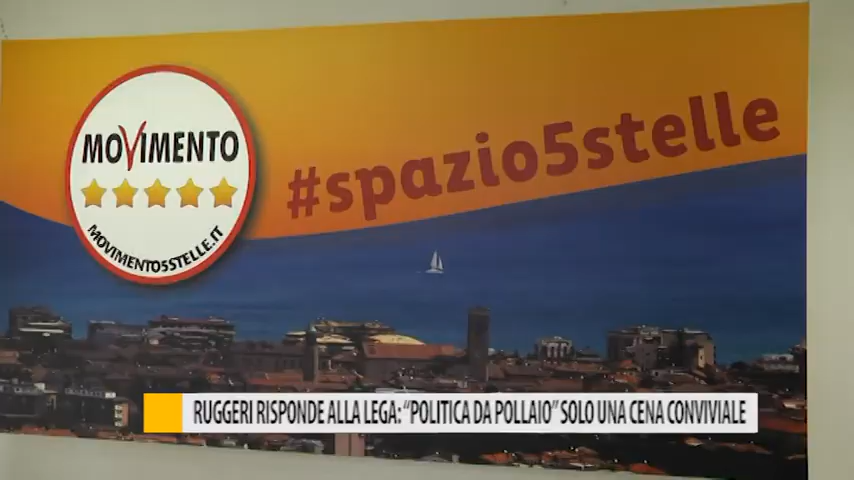 MOVIMENTO
MOVIMENTO5STELLE.IT
#spazio5stelle
RUGGERI RISPONDE ALLA LEGA: “POLITICA DA POLLAIO” SOLO UNA CENA CONVIVIALE